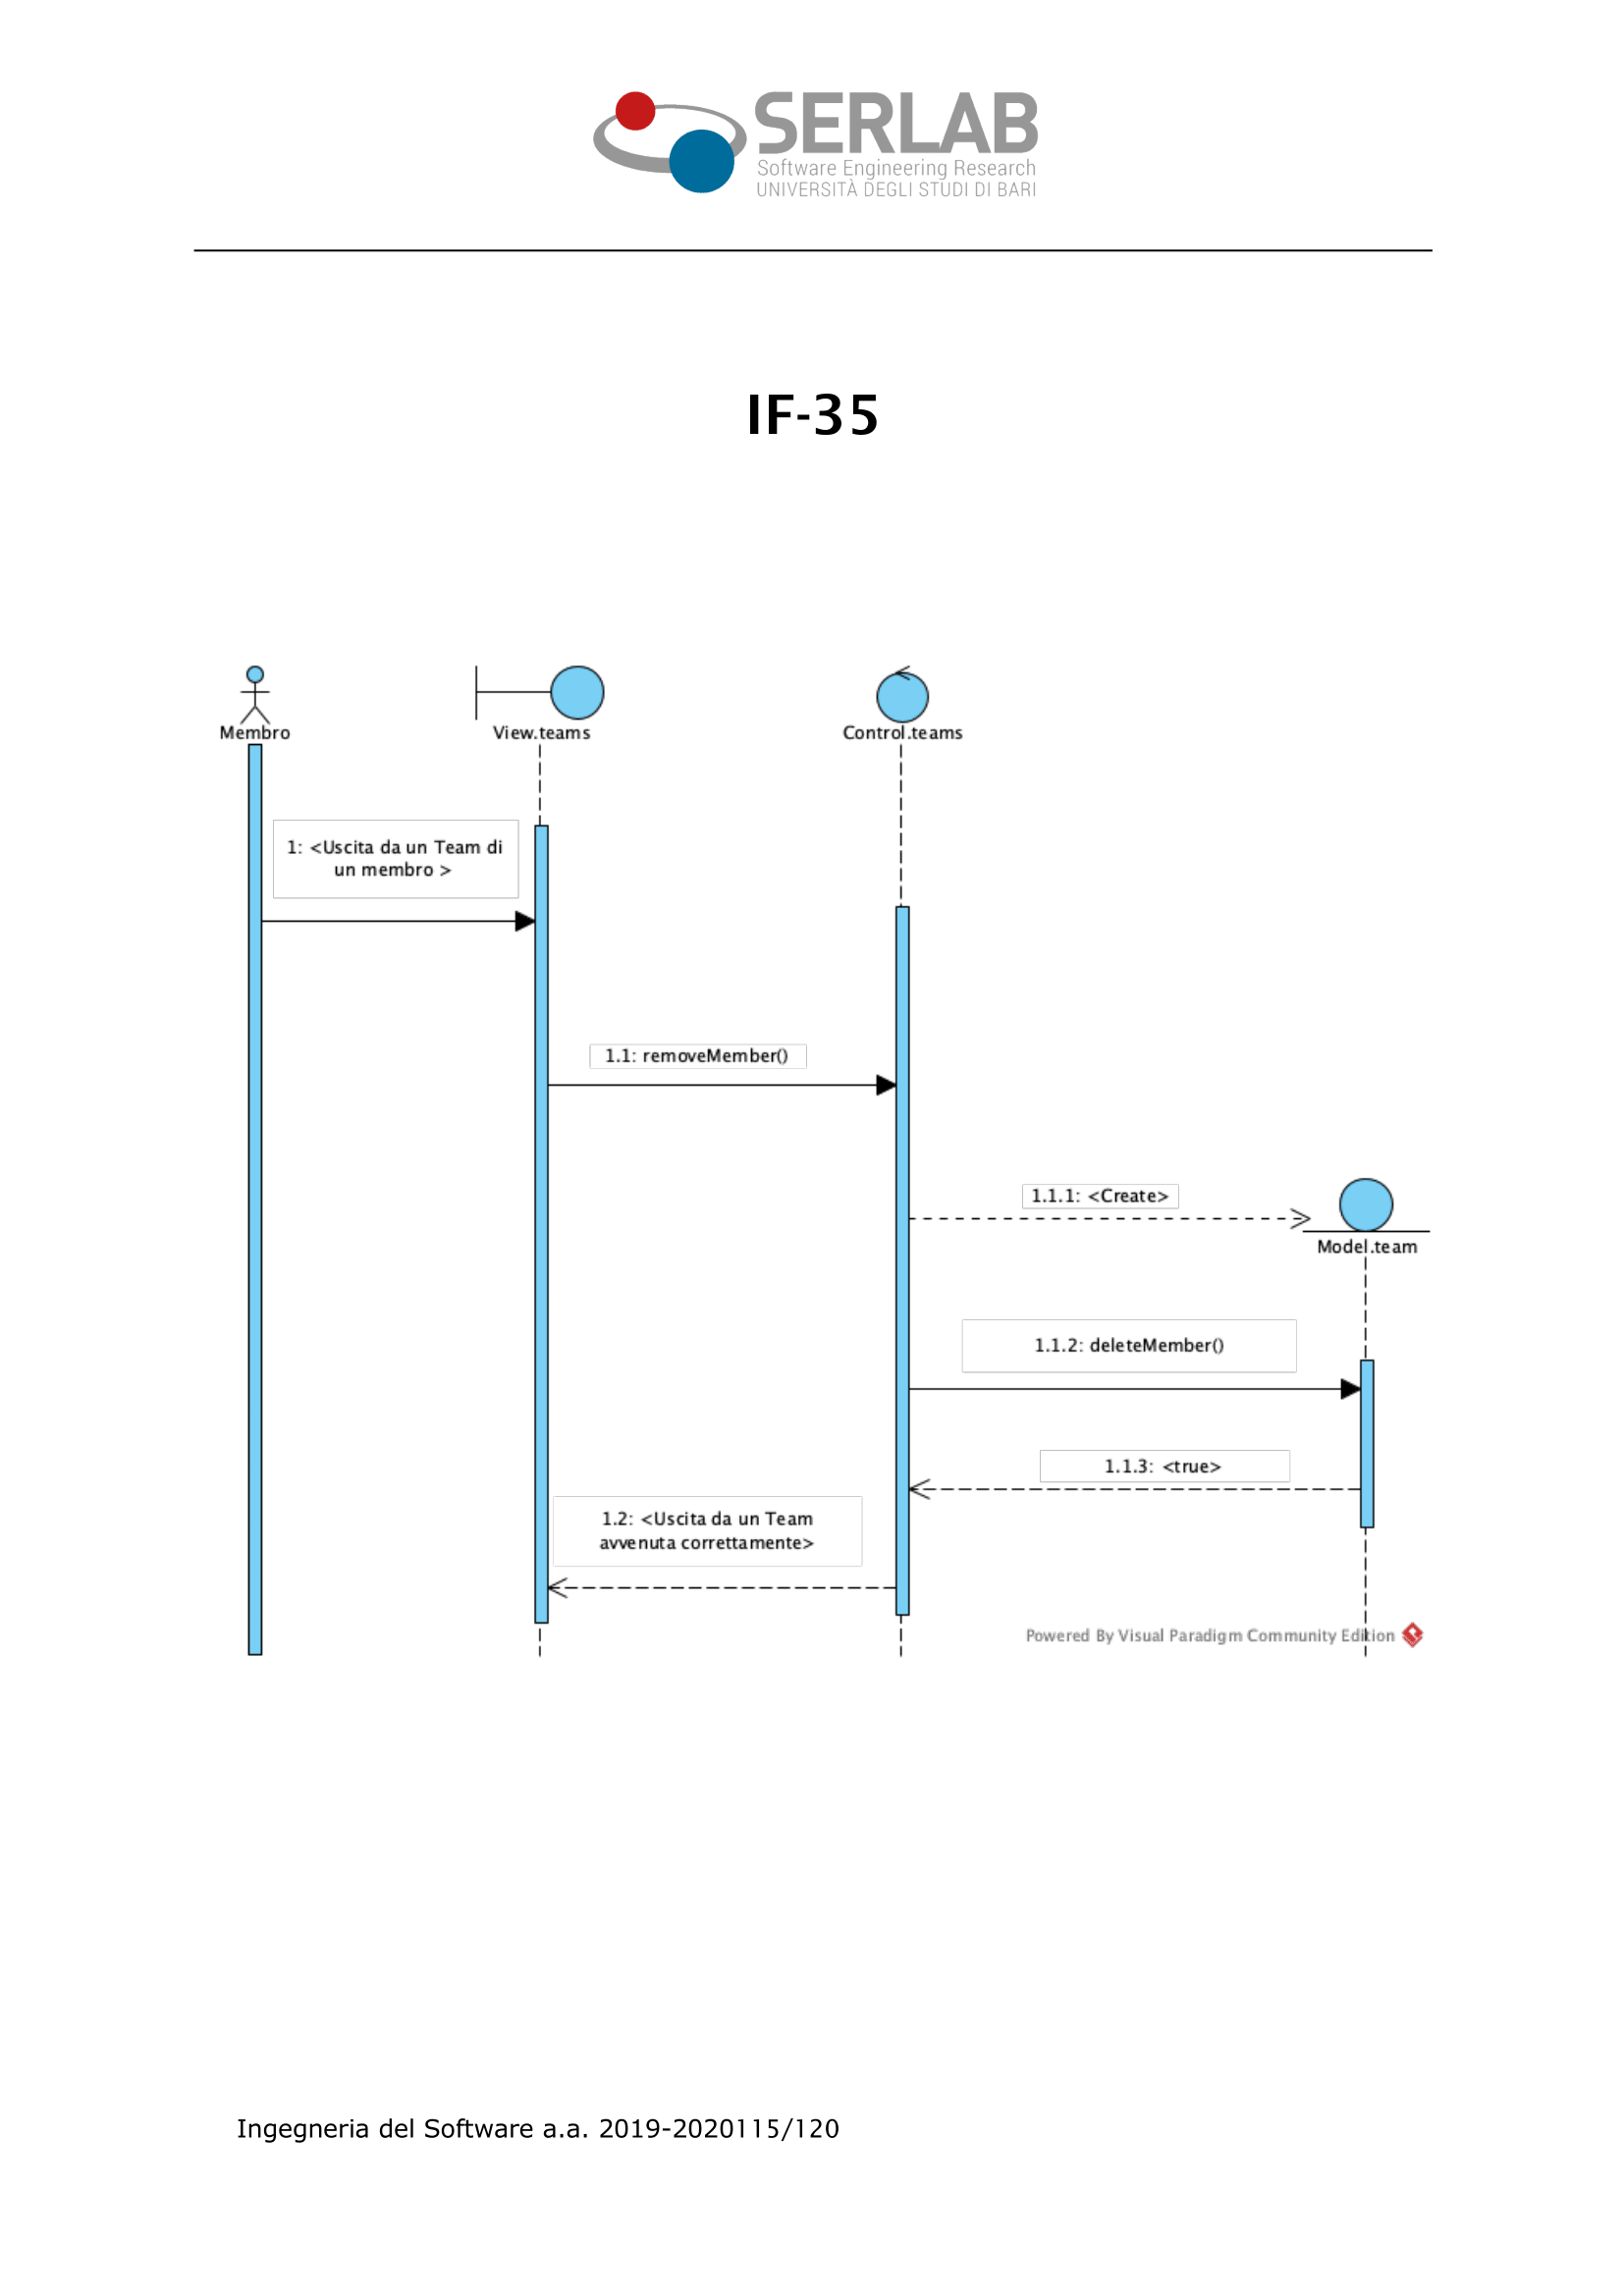 SERLAB
Software Engineering Research
UNIVERSITÀ DEGLI STUDI DI BARI
IF-35
Membro
View.teams
Control.teams
1: <Uscita da un Team di
un membro >
1.1: removeMember()
1.1.1: <Create>
Model.team
1.1.2: deleteMember()
1.1.3: <true>
1.2: <Uscita da un Team
avvenuta correttamente>
Powered By Visual Paradigm Community Edition
Ingegneria del Software a.a. 2019-2020115/120